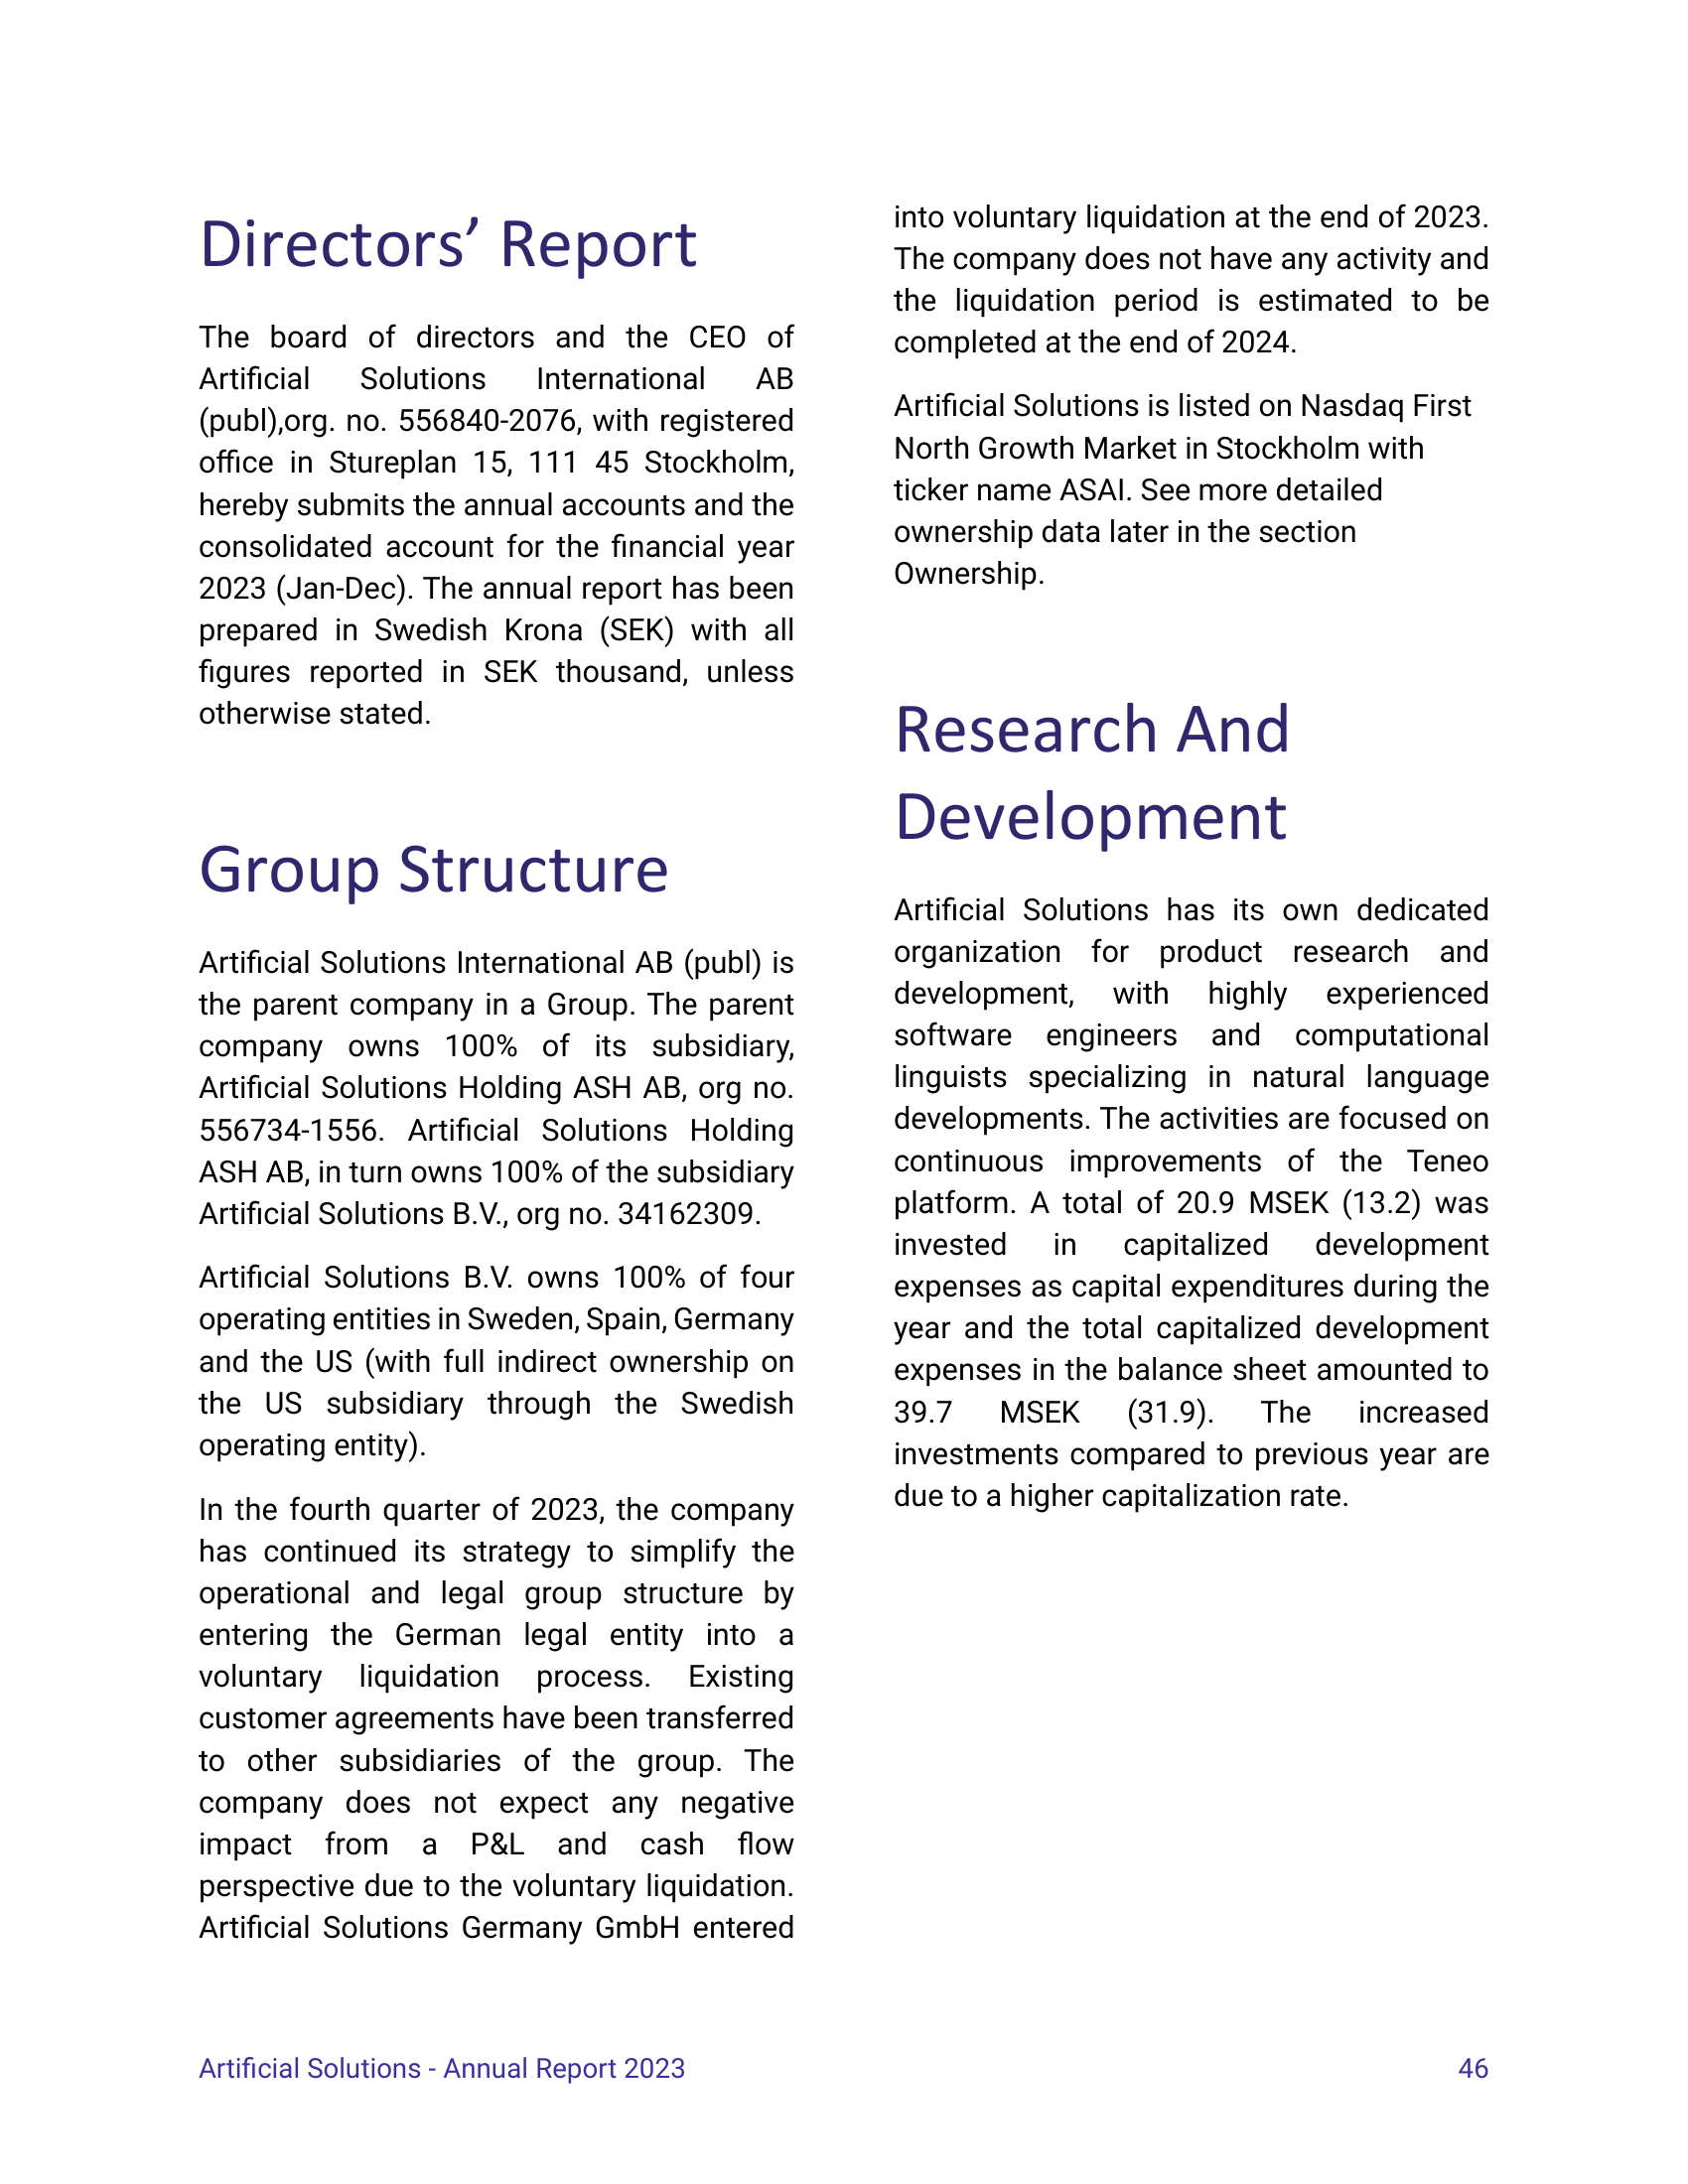 Directors’ Report
The board of directors and the CEO of
Artificial Solutions International AB
(publ),org. no. 556840-2076, with registered
office in Stureplan 15, 111 45 Stockholm,
hereby submits the annual accounts and the
consolidated account for the financial year
2023 (Jan-Dec). The annual report has been
prepared in Swedish Krona (SEK) with all
figures reported in SEK thousand, unless
otherwise stated.
Group Structure
Artificial Solutions International AB (publ) is
the parent company in a Group. The parent
company owns 100% of its subsidiary,
Artificial Solutions Holding ASH AB, org no.
556734-1556. Artificial Solutions Holding
ASH AB, in turn owns 100% of the subsidiary
Artificial Solutions B.V., org no. 34162309.
Artificial Solutions B.V. owns 100% of four
operating entities in Sweden, Spain, Germany
and the US (with full indirect ownership on
the US subsidiary through the Swedish
operating entity).
In the fourth quarter of 2023, the company
has continued its strategy to simplify the
operational and legal group structure by
entering the German legal entity into a
voluntary liquidation process. Existing
customer agreements have been transferred
to other subsidiaries of the group. The
company does not expect any negative
impact from a P&L and cash flow
perspective due to the voluntary liquidation.
Artificial Solutions Germany GmbH entered
into voluntary liquidation at the end of 2023.
The company does not have any activity and
the liquidation period is estimated to be
completed at the end of 2024.
Artificial Solutions is listed on Nasdaq First
North Growth Market in Stockholm with
ticker name ASAI. See more detailed
ownership data later in the section
Ownership.
Research And
Development
Artificial Solutions has its own dedicated
organization for product research and
development, with highly experienced
software engineers and computational
linguists specializing in natural language
developments. The activities are focused on
continuous improvements of the Teneo
platform. A total of 20.9 MSEK (13.2) was
invested in capitalized development
expenses as capital expenditures during the
year and the total capitalized development
expenses in the balance sheet amounted to
39.7 MSEK (31.9). The increased
investments compared to previous year are
due to a higher capitalization rate.
Artificial Solutions - Annual Report 2023
46